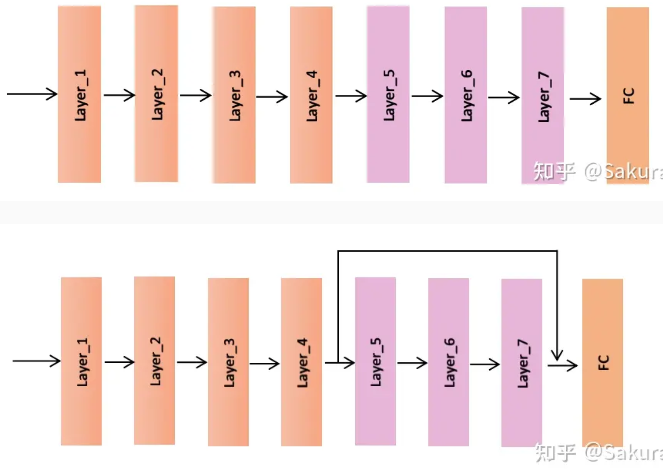 Layer_1
Layer_2
Layer_3
Layer_4
Layer_5
Layer_6
Layer_7
FC
知乎 @Sakura
Layer_1
Layer_2
Layer_3
Layer_4
Layer_5
Layer_6
Layer_7
FC
知乎 @Sakura